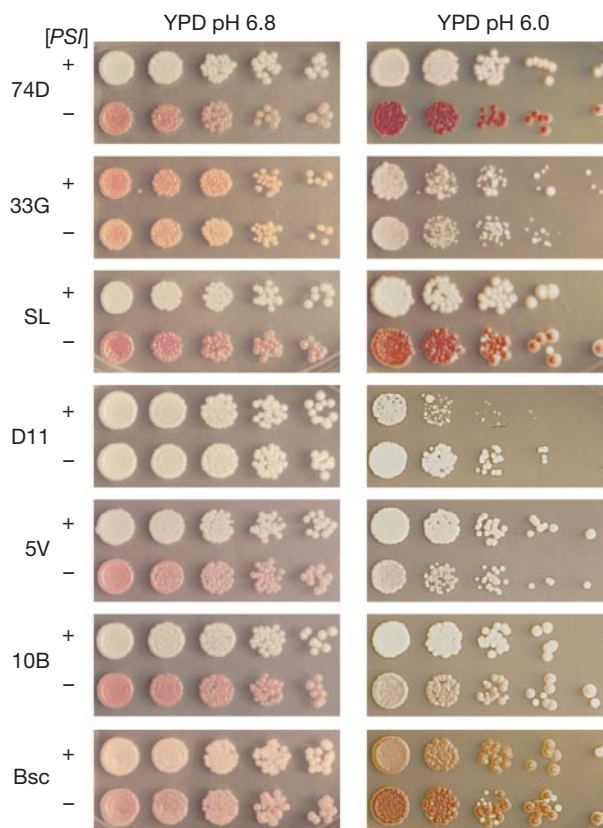 YPD pH 6.8 YPD pH 6.0
[PSI]
+
74D
–
+
33G
–
+
SL
–
+
D11
–
+
5V
–
+
10B
–
+
Bsc
–